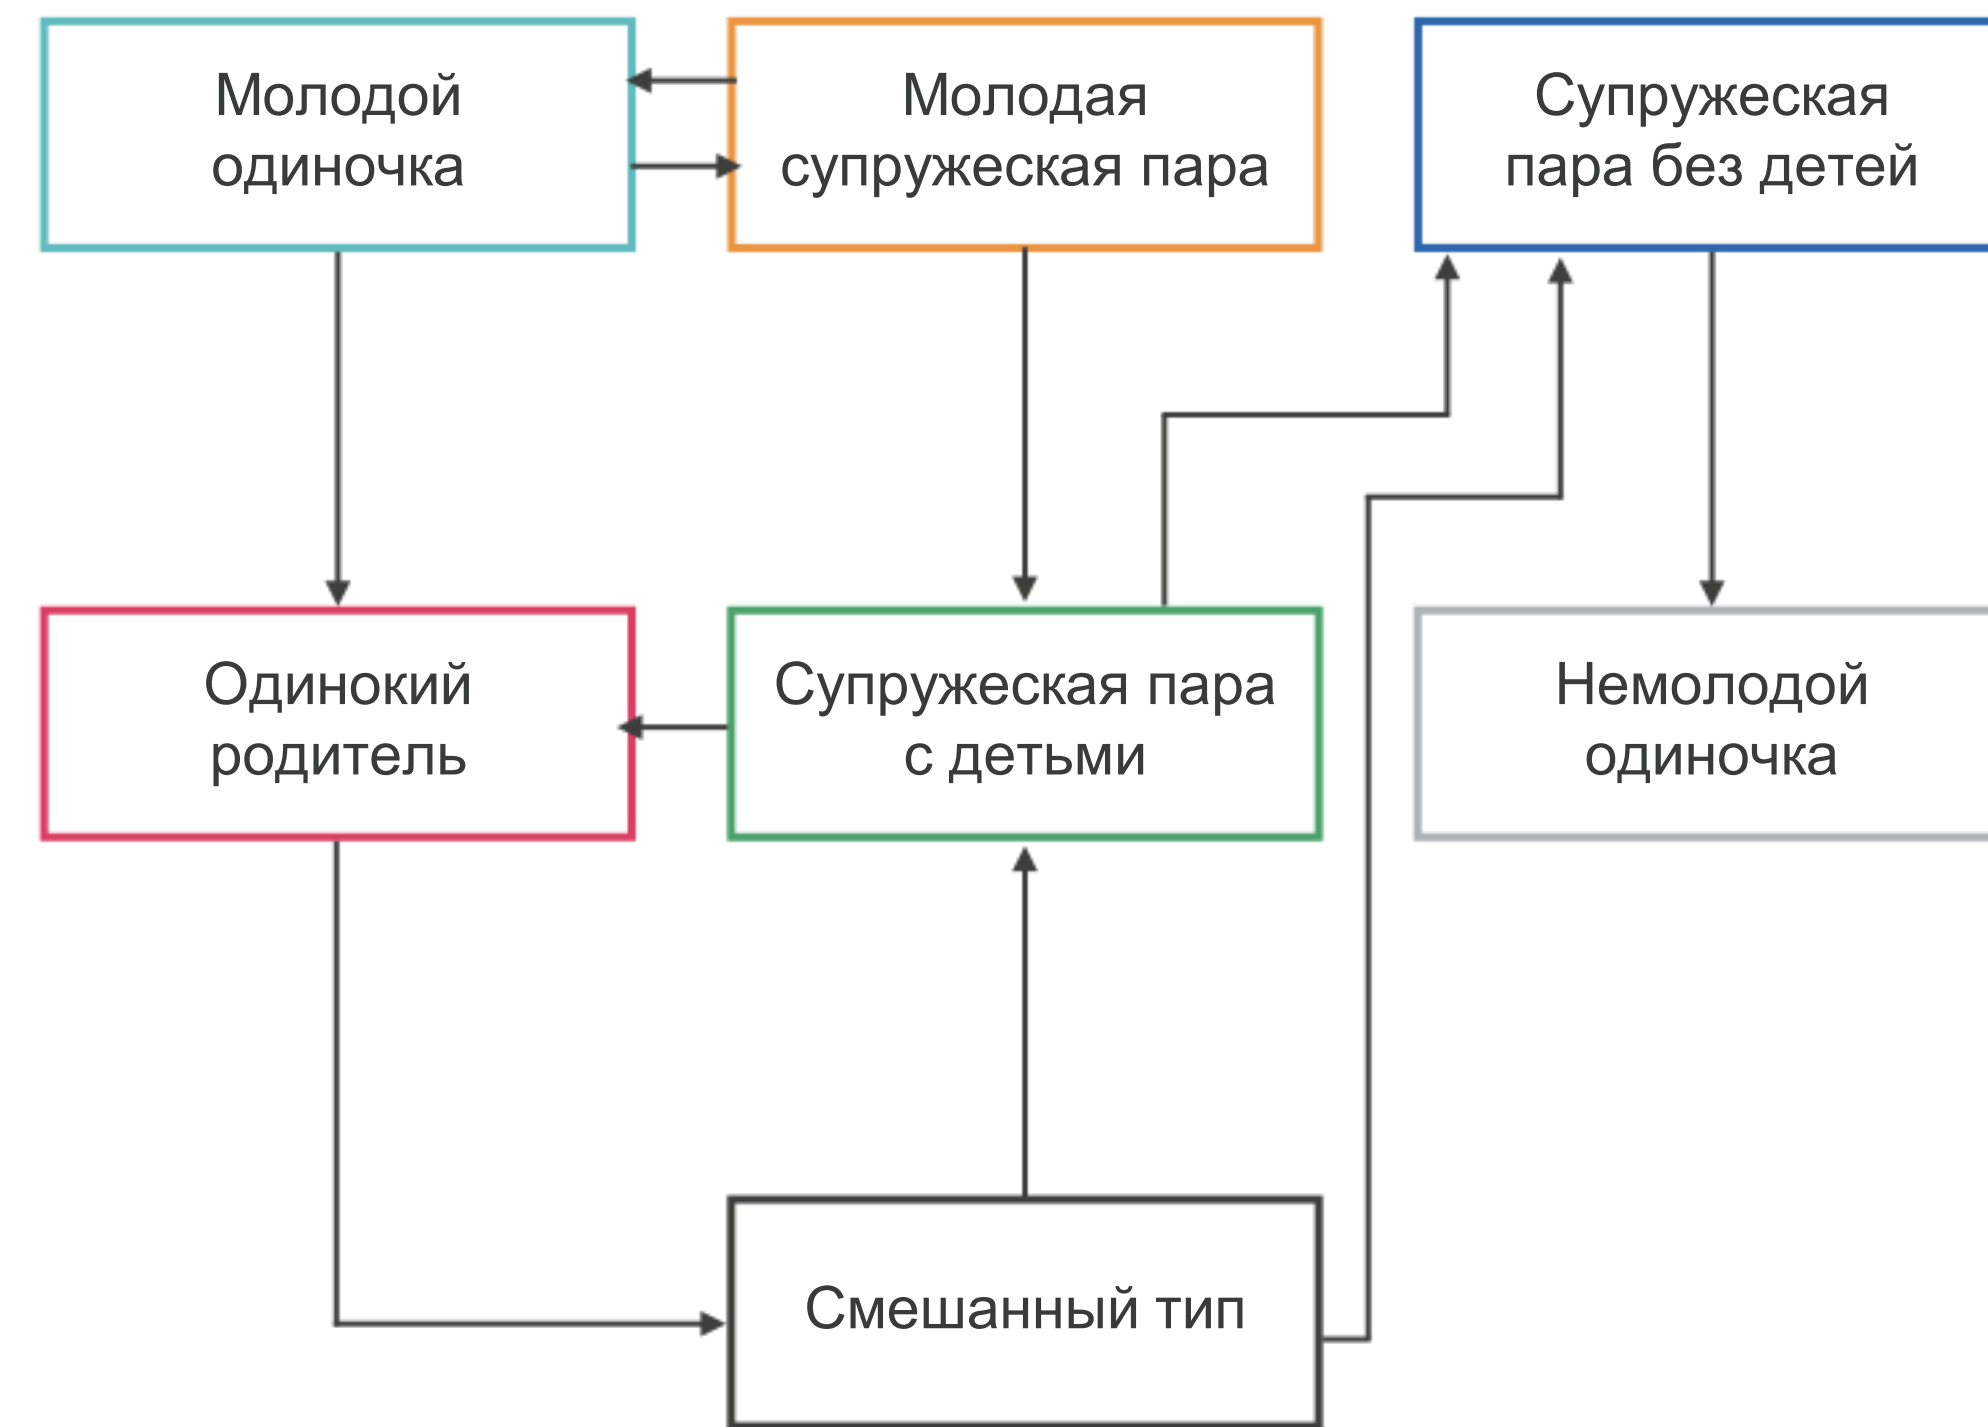 Молодой
одиночка
Молодая
супружеская пара
Супружеская
пара без детей
Одинокий
родитель
Супружеская пара
с детьми
Немолодой
одиночка
Смешанный тип